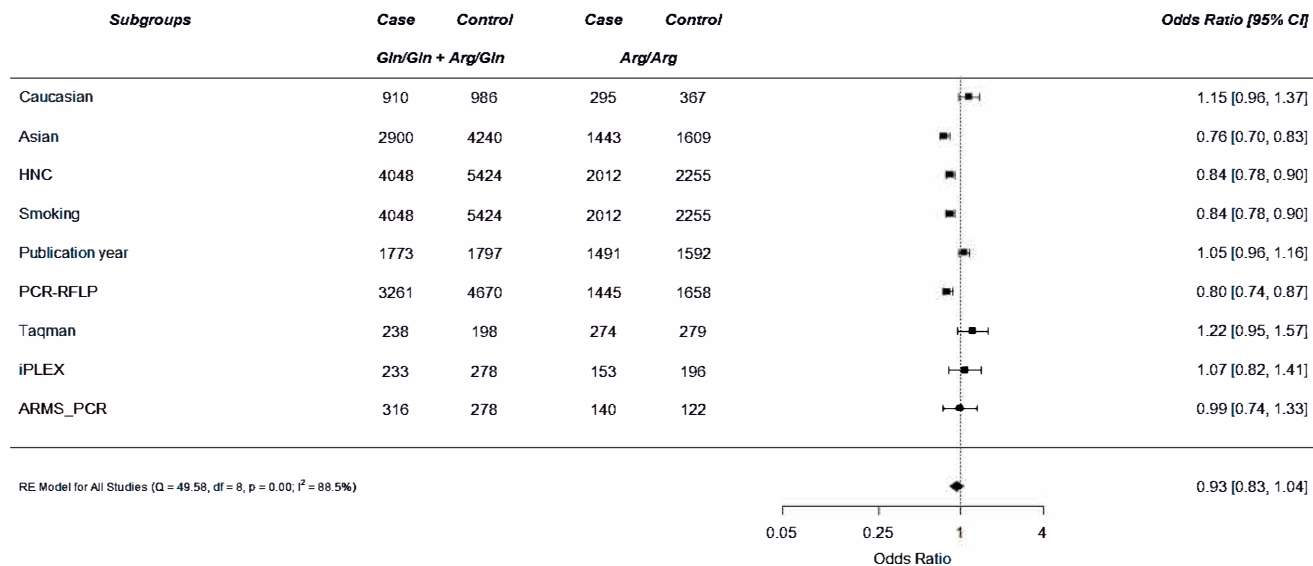 Subgroups Case Control Case Control Odds Ratio [95% CI]
Gln/Gln + Arg/Gln Arg/Arg
Caucasian 910 986 295 367 1.15 [0.96, 1.37]
Asian 2900 4240 1443 1609 0.76 [0.70, 0.83]
HNC 4048 5424 2012 2255 0.84 [0.78, 0.90]
Smoking 4048 5424 2012 2255 0.84 [0.78, 0.90]
Publication year 1773 1797 1491 1592 1.05 [0.96, 1.16]
PCR-RFLP 3261 4670 1445 1658 0.80 [0.74, 0.87]
Taqman 238 198 274 279 1.22 [0.95, 1.57]
iPLEX 233 278 153 196 1.07 [0.82, 1.41]
ARMS_PCR 316 278 140 122 0.99 [0.74, 1.33]
RE Model for All Studies (Q = 49.58, df = 8, p = 0.00; I² = 88.5%) 0.93 [0.83, 1.04]
0.05 0.25 1 4
Odds Ratio